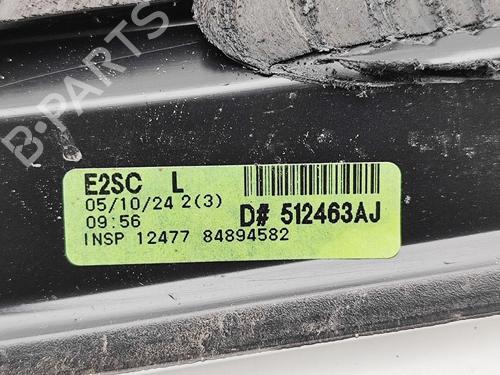 B-PARTS
E2SC L
05/10/24 2(3)
09:56
D# 512463AJ
INSP 12477 84894582